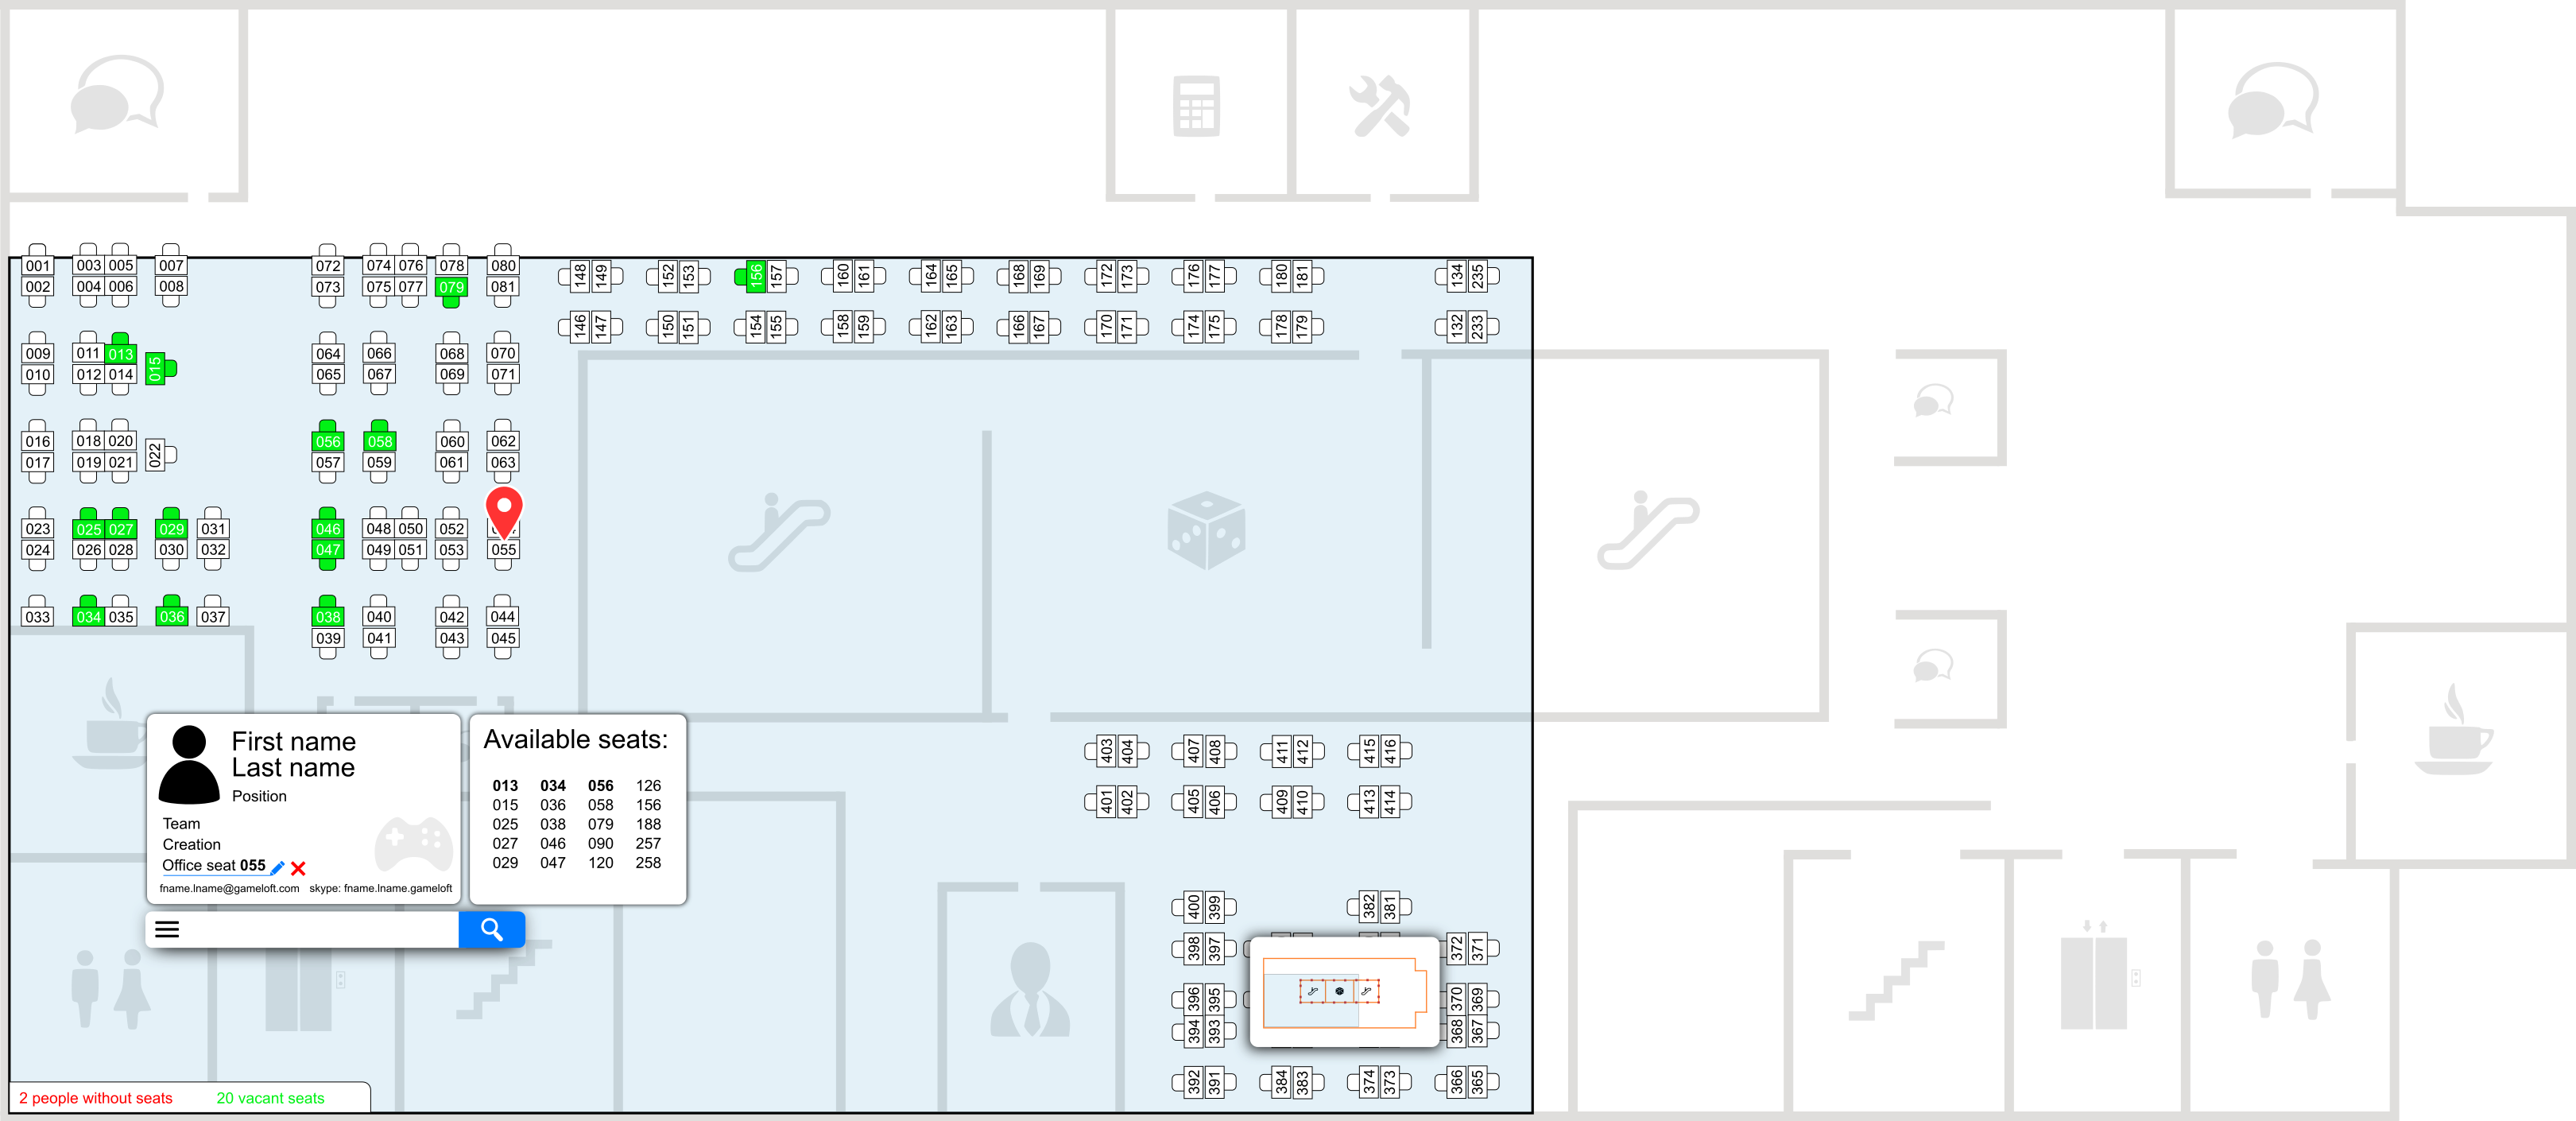 001 003 005 007 072 074 076 078 080
002 004 006 008 073 075 077 079 081
148 149 152 153 156 157 160 161 164 165 168 169 172 173 176 177 180 181 134 235
146 147 150 151 154 155 158 159 162 163 166 167 170 171 174 175 178 179 132 233
009 011 013 064 066 068 070
010 012 014 015 065 067 069 071
016 018 020 056 058 060 062
017 019 021 022 057 059 061 063
023 025 027 029 031 046 048 050 052
024 026 028 030 032 047 049 051 053 055
033 034 035 036 037 038 040 042 044
039 041 043 045
403 404 407 408 411 412 415 416
401 402 405 406 409 410 413 414
400 399 382 381
398 397 372 371
396 395 370 369
394 393 368 367
392 391 384 383 374 373 366 365
First name
Last name
Position
Team
Creation
Office seat 055
fname.lname@gameloft.com skype: fname.lname.gameloft
Available seats:
013 034 056 126
015 036 058 156
025 038 079 188
027 046 090 257
029 047 120 258
2 people without seats 20 vacant seats